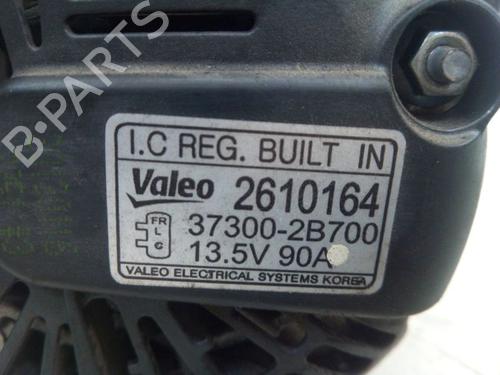 B-PARTS
I.C REG. BUILT IN
Valeo 2610164
FR
L
G
37300-2B700
13.5V 90A
VALEO ELECTRICAL SYSTEMS KOREA